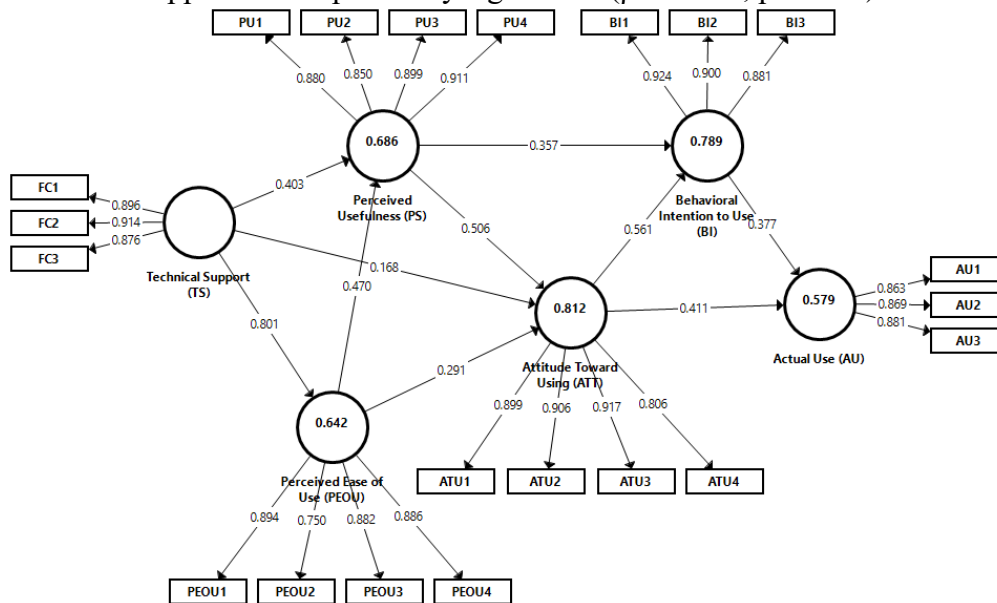 PU1 PU2 PU3 PU4 BI1 BI2 BI3
0.880 0.850 0.899 0.911 0.924 0.900 0.881
0.686 0.357 0.789
FC1 0.896
FC2 0.914
FC3 0.876
0.403
Perceived
Usefulness (PS)
Behavioral
Intention to Use
(BI)
0.377
0.506
0.561
Technical Support
(TS)
0.168
0.470
0.801
0.812
0.411
0.579
0.863 AU1
0.869 AU2
0.881 AU3
Actual Use (AU)
0.291
Attitude Toward
Using (ATT)
0.899 0.906 0.917 0.806
ATU1 ATU2 ATU3 ATU4
0.642
Perceived Ease of
Use (PEOU)
0.894 0.750 0.882 0.886
PEOU1 PEOU2 PEOU3 PEOU4